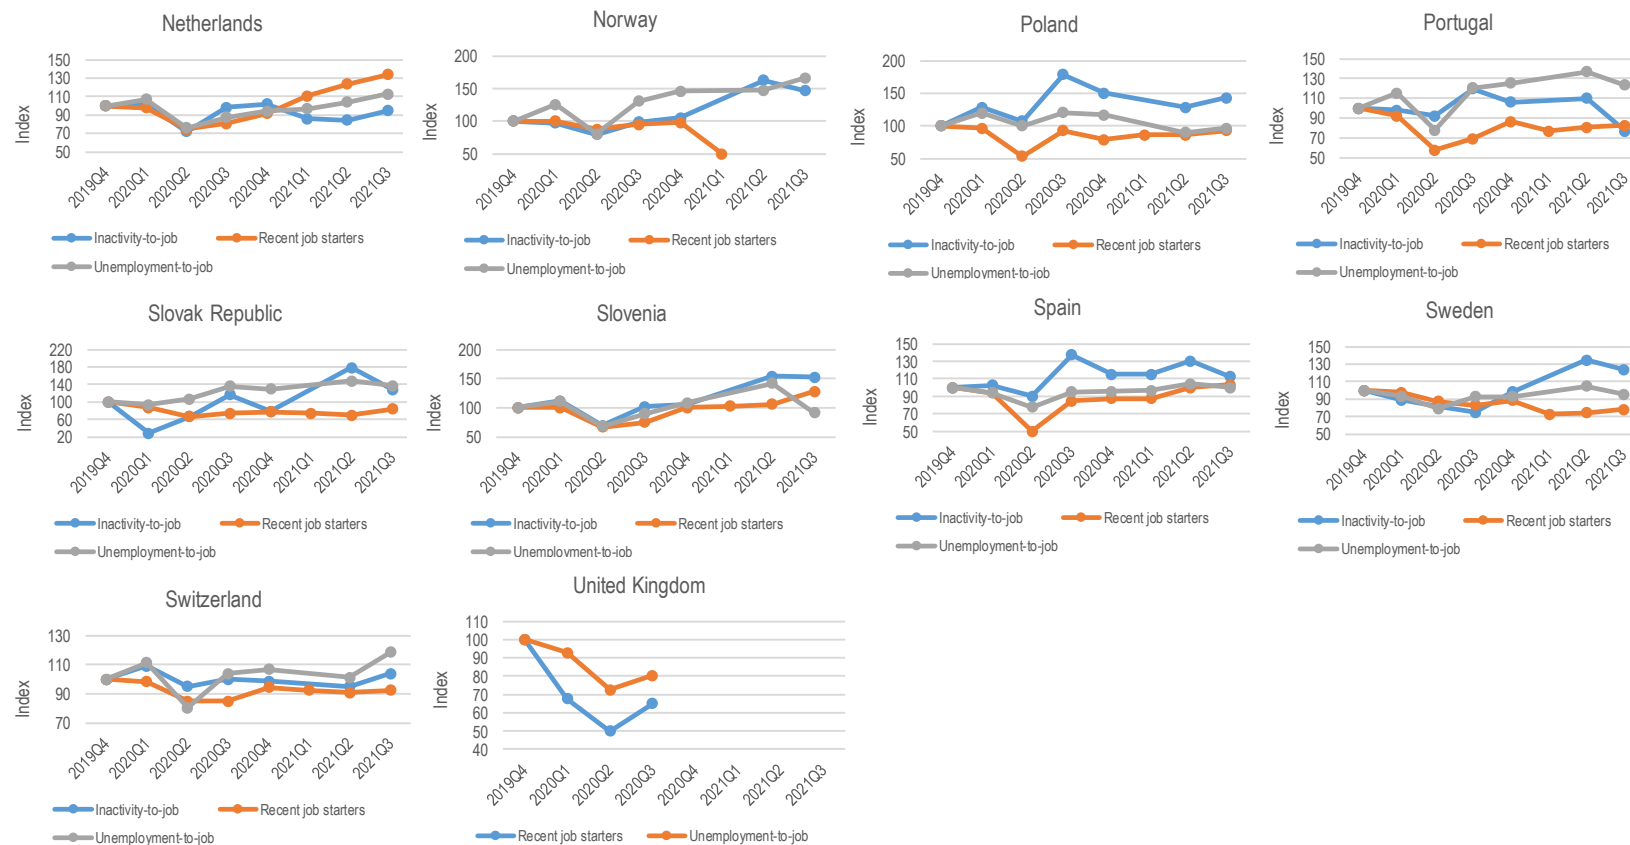 Netherlands
150
130
110
90
70
50
Index
2019Q4
2020Q1
2020Q2
2020Q3
2020Q4
2021Q1
2021Q2
2021Q3
Inactivity-to-job
Recent job starters
Unemployment-to-job
Norway
200
150
100
50
Index
2019Q4
2020Q1
2020Q2
2020Q3
2020Q4
2021Q1
2021Q2
2021Q3
Inactivity-to-job
Recent job starters
Unemployment-to-job
Poland
200
150
100
50
Index
2019Q4
2020Q1
2020Q2
2020Q3
2020Q4
2021Q1
2021Q2
2021Q3
Inactivity-to-job
Recent job starters
Unemployment-to-job
Portugal
150
130
110
90
70
50
Index
2019Q4
2020Q1
2020Q2
2020Q3
2020Q4
2021Q1
2021Q2
2021Q3
Inactivity-to-job
Recent job starters
Unemployment-to-job
Slovak Republic
220
180
140
100
60
20
Index
2019Q4
2020Q1
2020Q2
2020Q3
2020Q4
2021Q1
2021Q2
2021Q3
Inactivity-to-job
Recent job starters
Unemployment-to-job
Slovenia
200
150
100
50
Index
2019Q4
2020Q1
2020Q2
2020Q3
2020Q4
2021Q1
2021Q2
2021Q3
Inactivity-to-job
Recent job starters
Unemployment-to-job
Spain
150
130
110
90
70
50
Index
2019Q4
2020Q1
2020Q2
2020Q3
2020Q4
2021Q1
2021Q2
2021Q3
Inactivity-to-job
Recent job starters
Unemployment-to-job
Sweden
150
130
110
90
70
50
Index
2019Q4
2020Q1
2020Q2
2020Q3
2020Q4
2021Q1
2021Q2
2021Q3
Inactivity-to-job
Recent job starters
Unemployment-to-job
Switzerland
130
110
90
70
Index
2019Q4
2020Q1
2020Q2
2020Q3
2020Q4
2021Q1
2021Q2
2021Q3
Inactivity-to-job
Recent job starters
Unemployment-to-job
United Kingdom
110
100
90
80
70
60
50
40
Index
2019Q4
2020Q1
2020Q2
2020Q3
2020Q4
2021Q1
2021Q2
2021Q3
Recent job starters
Unemployment-to-job